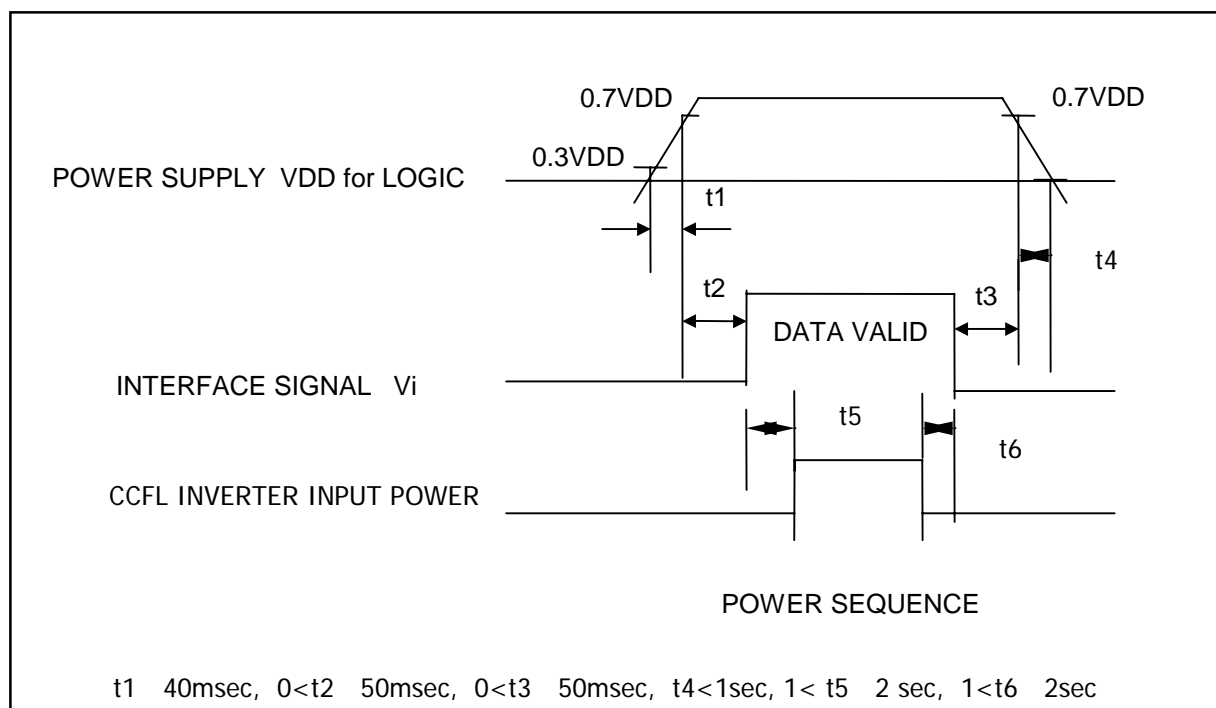 0.7VDD 0.7VDD
0.3VDD
POWER SUPPLY VDD for LOGIC
t1
t4
t2 t3
DATA VALID
INTERFACE SIGNAL Vi
t5
t6
CCFL INVERTER INPUT POWER
POWER SEQUENCE
t1 40msec, 0<t2 50msec, 0<t3 50msec, t4<1sec, 1< t5 2 sec, 1<t6 2sec